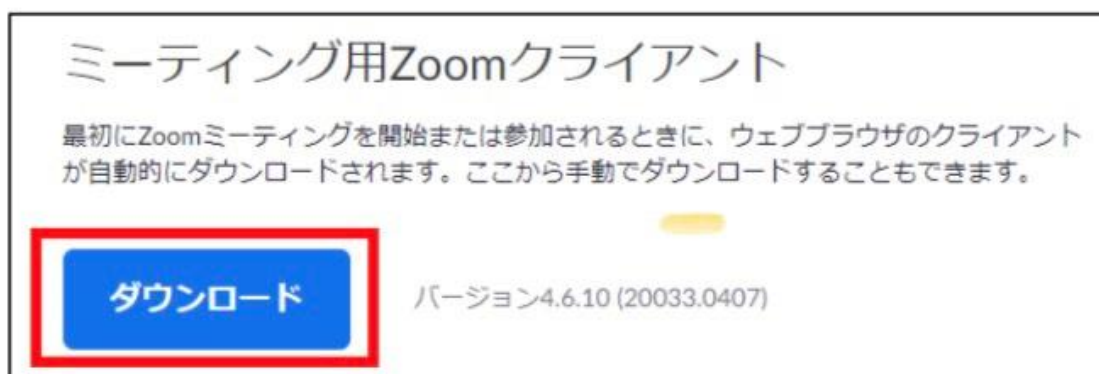 ミーティング用Zoomクライアント
最初にZoomミーティングを開始または参加されるときに、ウェブブラウザのクライアント
が自動的にダウンロードされます。ここから手動でダウンロードすることもできます。
ダウンロード
バージョン4.6.10 (20033.0407)